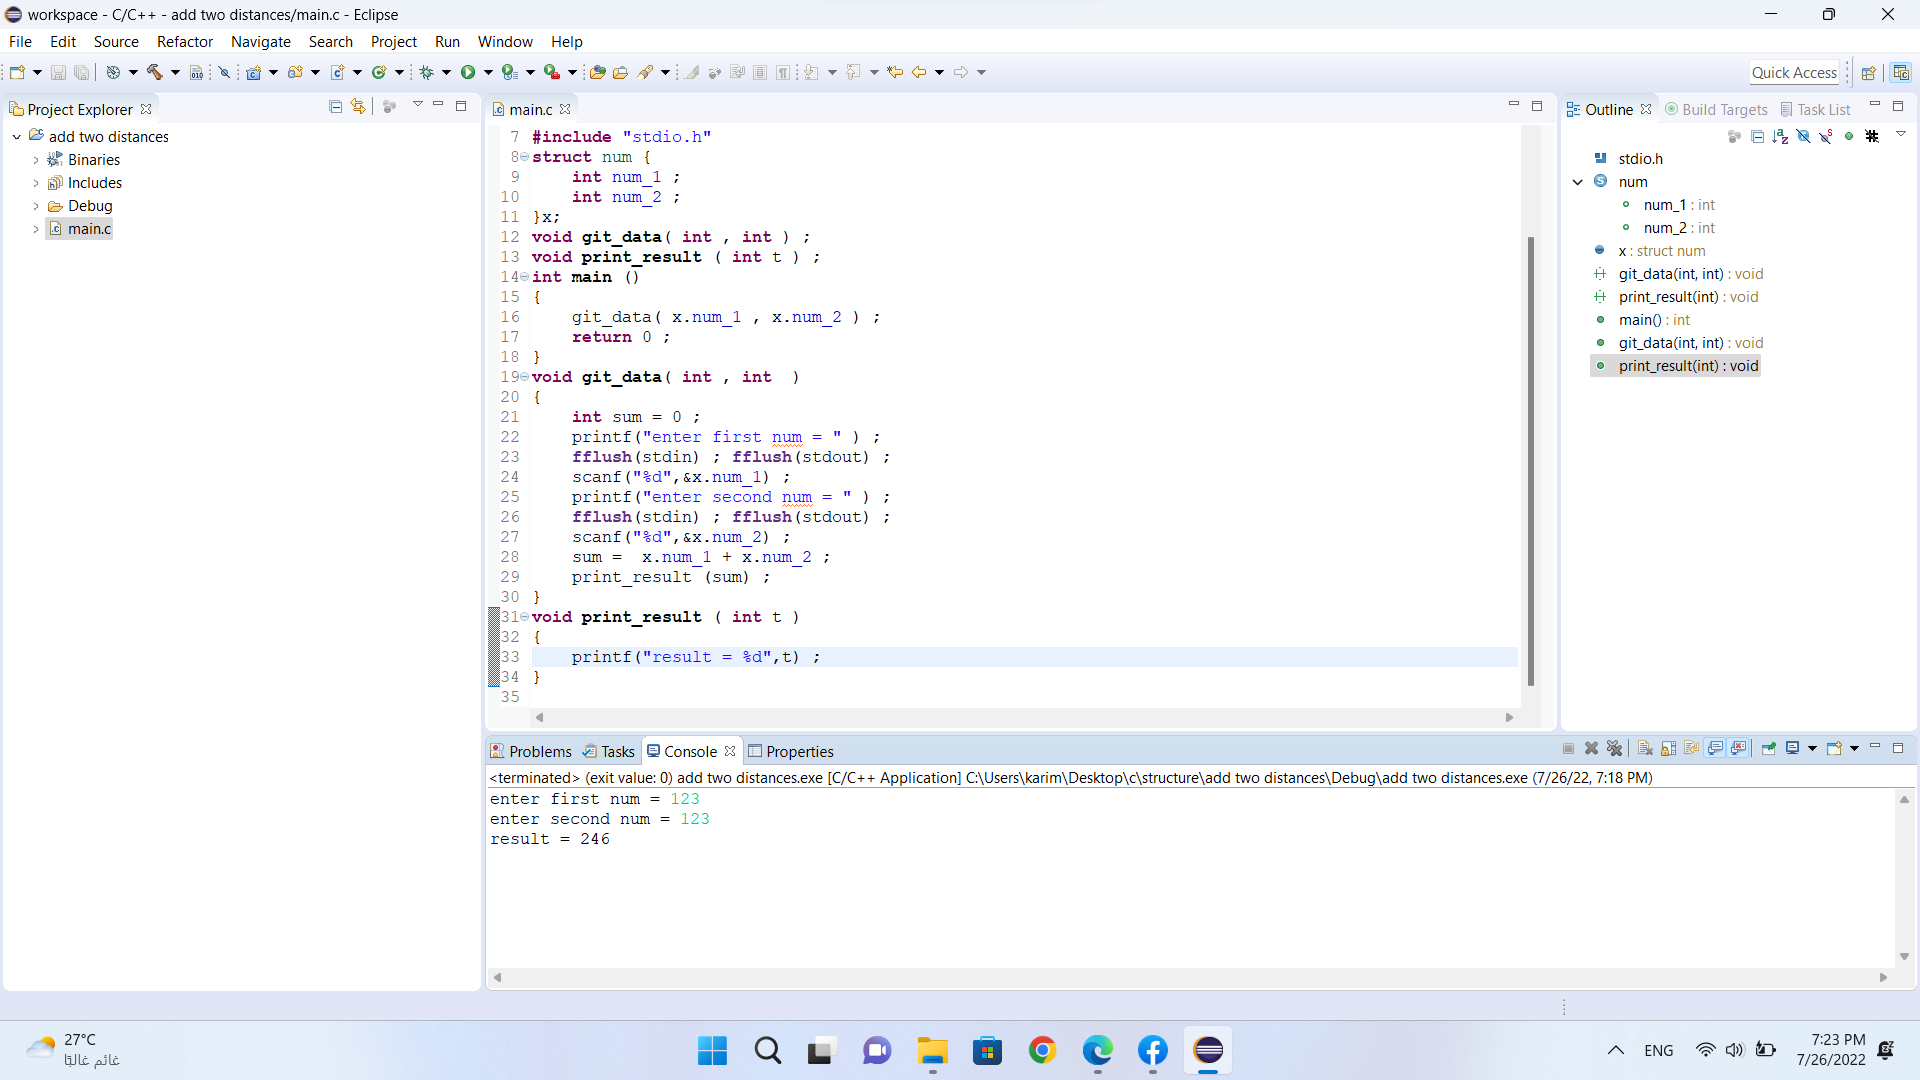 workspace - C/C++ - add two distances/main.c - Eclipse
File Edit Source Refactor Navigate Search Project Run Window Help
Quick Access
Project Explorer
add two distances
Binaries
Includes
Debug
main.c
main.c
7 #include "stdio.h"
8 struct num {
9 int num_1 ;
10 int num_2 ;
11 }x;
12 void git_data( int , int ) ;
13 void print_result ( int t ) ;
14 int main ()
15 {
16 git_data( x.num_1 , x.num_2 ) ;
17 return 0 ;
18 }
19 void git_data( int , int  )
20 {
21 int sum = 0 ;
22 printf("enter first num = " ) ;
23 fflush(stdin) ; fflush(stdout) ;
24 scanf("%d",&x.num_1) ;
25 printf("enter second num = " ) ;
26 fflush(stdin) ; fflush(stdout) ;
27 scanf("%d",&x.num_2) ;
28 sum =  x.num_1 + x.num_2 ;
29 print_result (sum) ;
30 }
31 void print_result ( int t )
32 {
33 printf("result = %d",t) ;
34 }
35
Outline Build Targets Task List
stdio.h
num
num_1 : int
num_2 : int
x : struct num
git_data(int, int) : void
print_result(int) : void
main() : int
git_data(int, int) : void
print_result(int) : void
Problems Tasks Console Properties
<terminated> (exit value: 0) add two distances.exe [C/C++ Application] C:\Users\karim\Desktop\c\structure\add two distances\Debug\add two distances.exe (7/26/22, 7:18 PM)
enter first num = 123
enter second num = 123
result = 246
27°C
غائم غالبًا
ENG
7:23 PM
7/26/2022